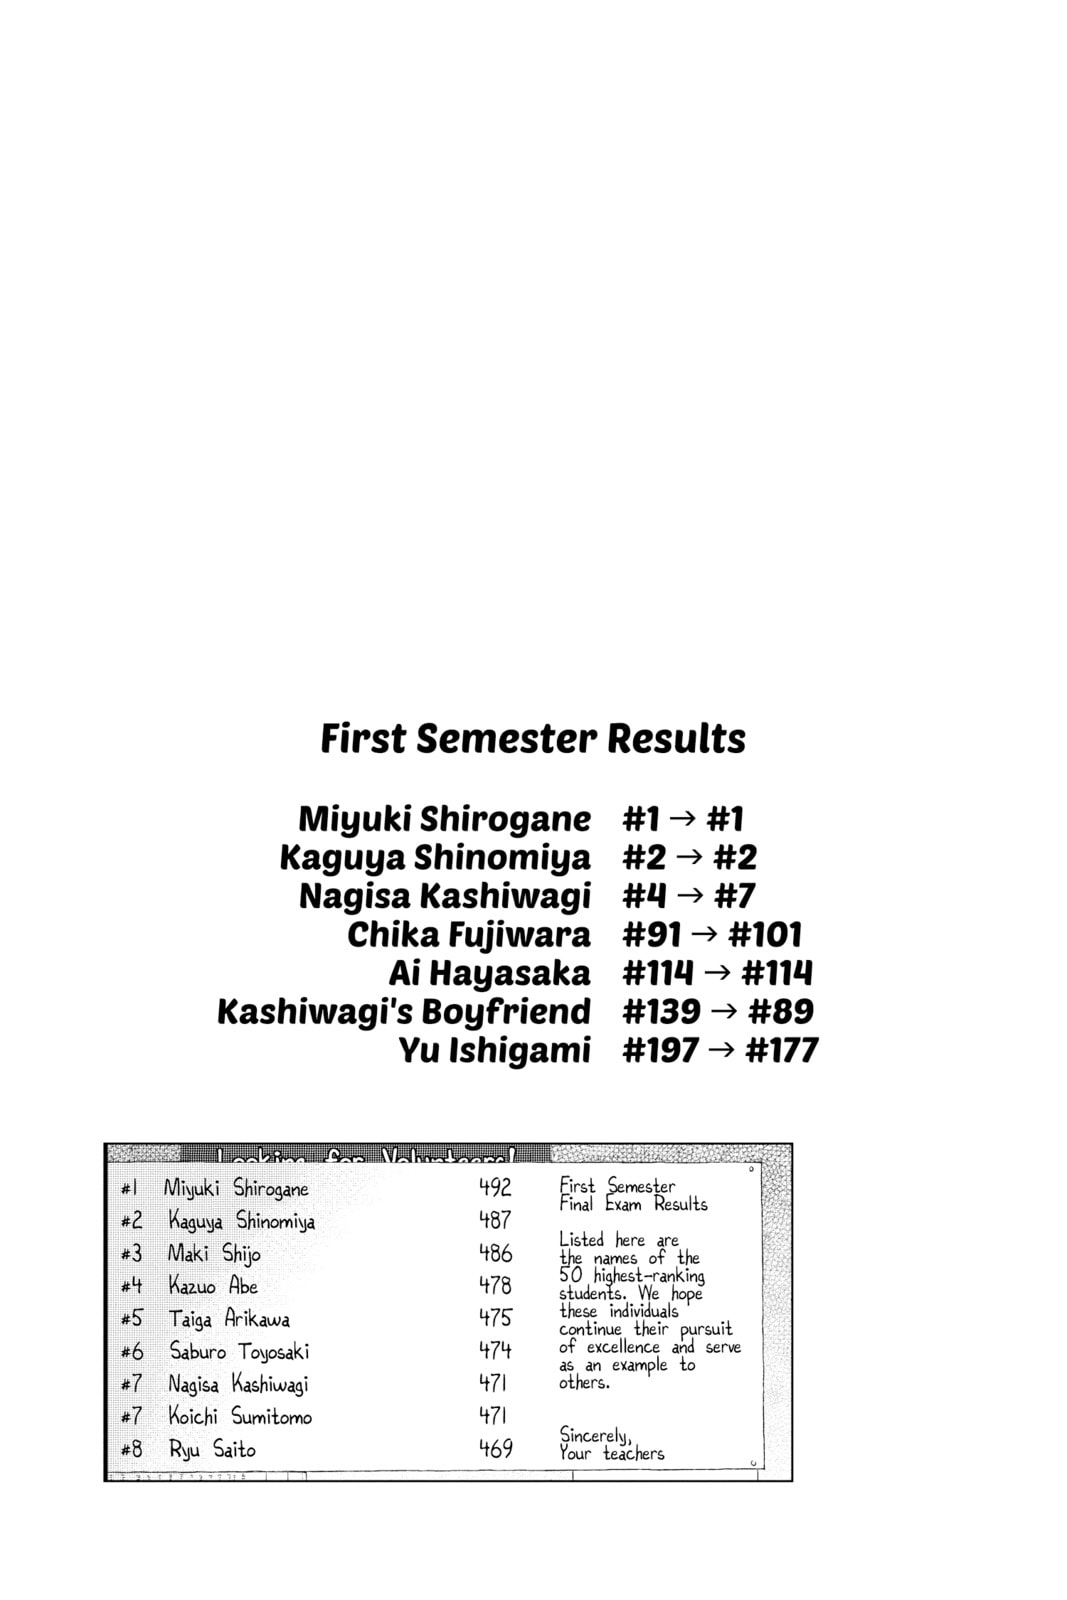 First Semester Results
Miyuki Shirogane #1 → #1
Kaguya Shinomiya #2 → #2
Nagisa Kashiwagi #4 → #7
Chika Fujiwara #91 → #101
Ai Hayasaka #114 → #114
Kashiwagi's Boyfriend #139 → #89
Yu Ishigami #197 → #177
Looking for Volunteers!
#1 Miyuki Shirogane 492
#2 Kaguya Shinomiya 487
#3 Maki Shijo 486
#4 Kazuo Abe 478
#5 Taiga Arikawa 475
#6 Saburo Toyosaki 474
#7 Nagisa Kashiwagi 471
#7 Koichi Sumitomo 471
#8 Ryu Saito 469
First Semester
Final Exam Results
Listed here are
the names of the
50 highest-ranking
students. We hope
these individuals
continue their pursuit
of excellence and serve
as an example to
others.
Sincerely,
Your teachers